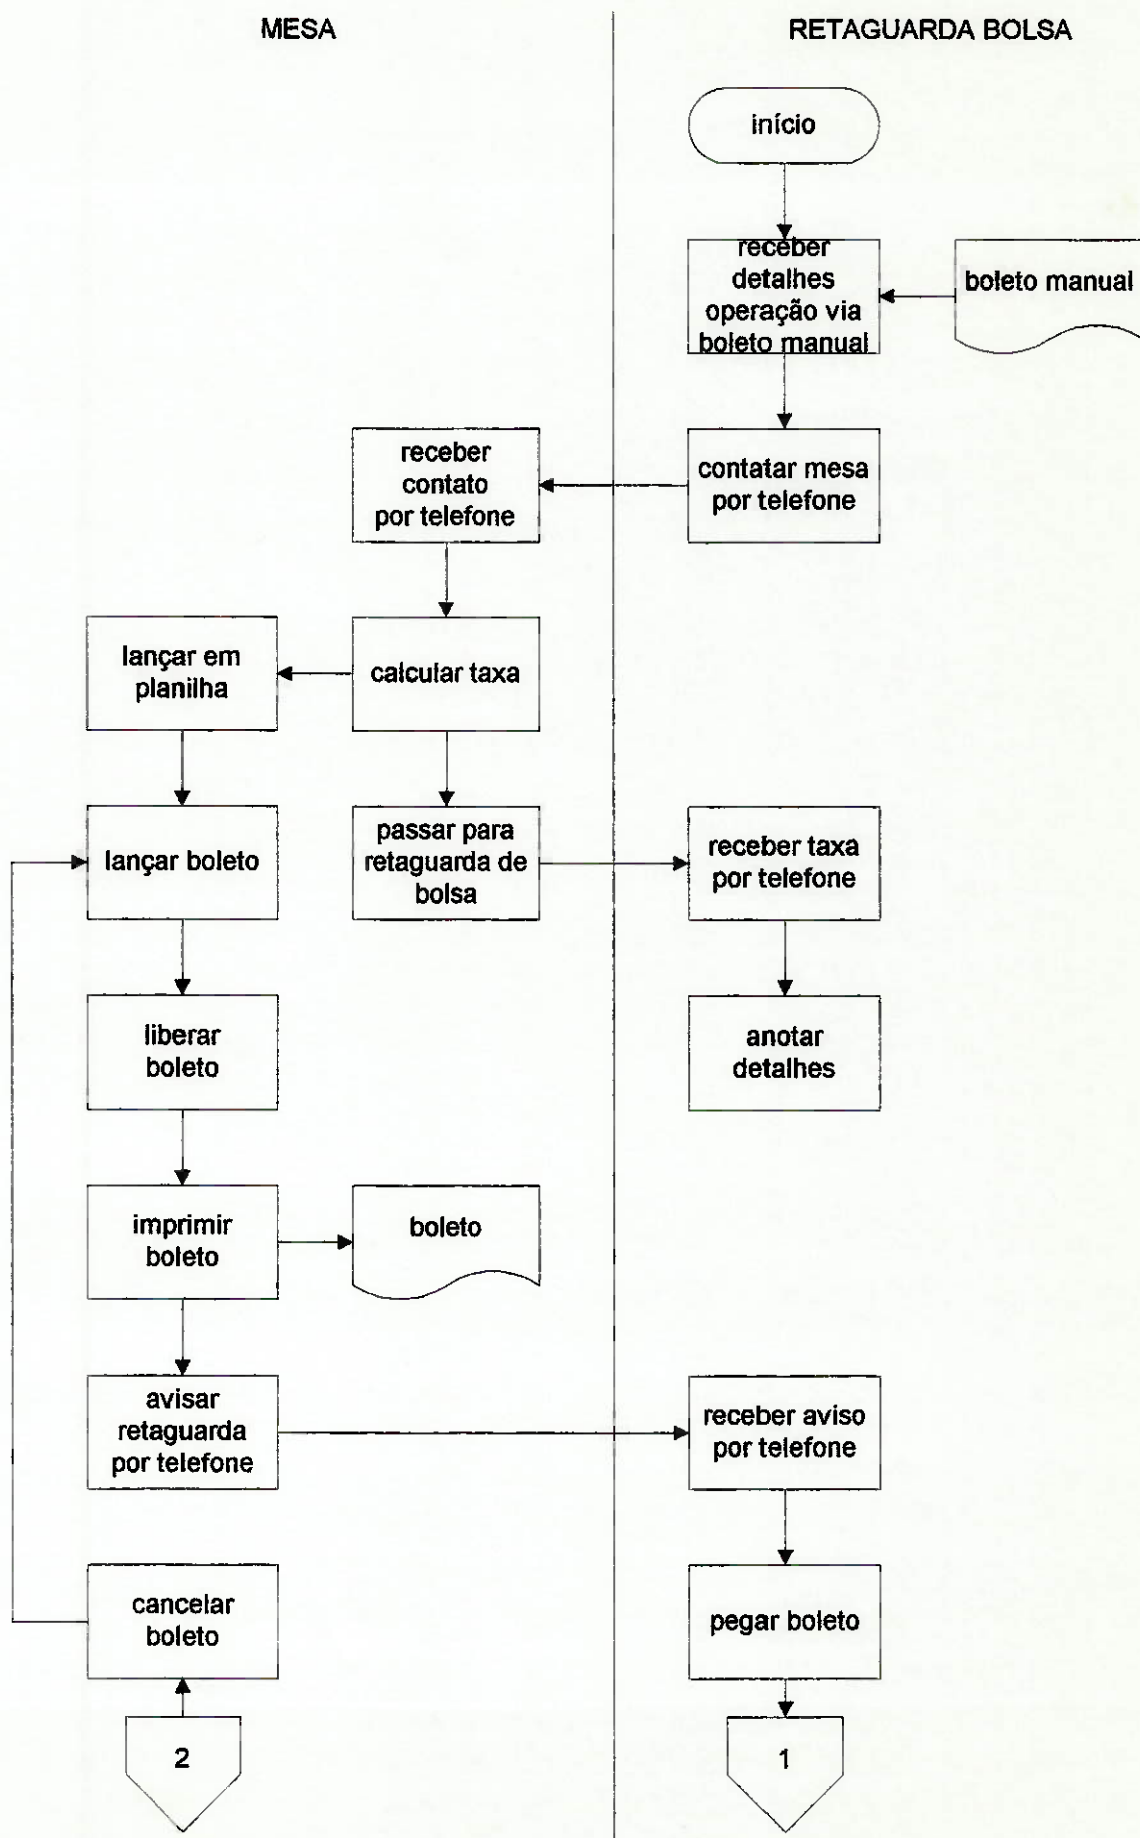 MESA
RETAGUARDA BOLSA
início
receber
detalhes
operação via
boleto manual
boleto manual
receber
contato
por telefone
contatar mesa
por telefone
lançar em
planilha
calcular taxa
lançar boleto
passar para
retaguarda de
bolsa
receber taxa
por telefone
liberar
boleto
anotar
detalhes
imprimir
boleto
boleto
avisar
retaguarda
por telefone
receber aviso
por telefone
cancelar
boleto
pegar boleto
2
1